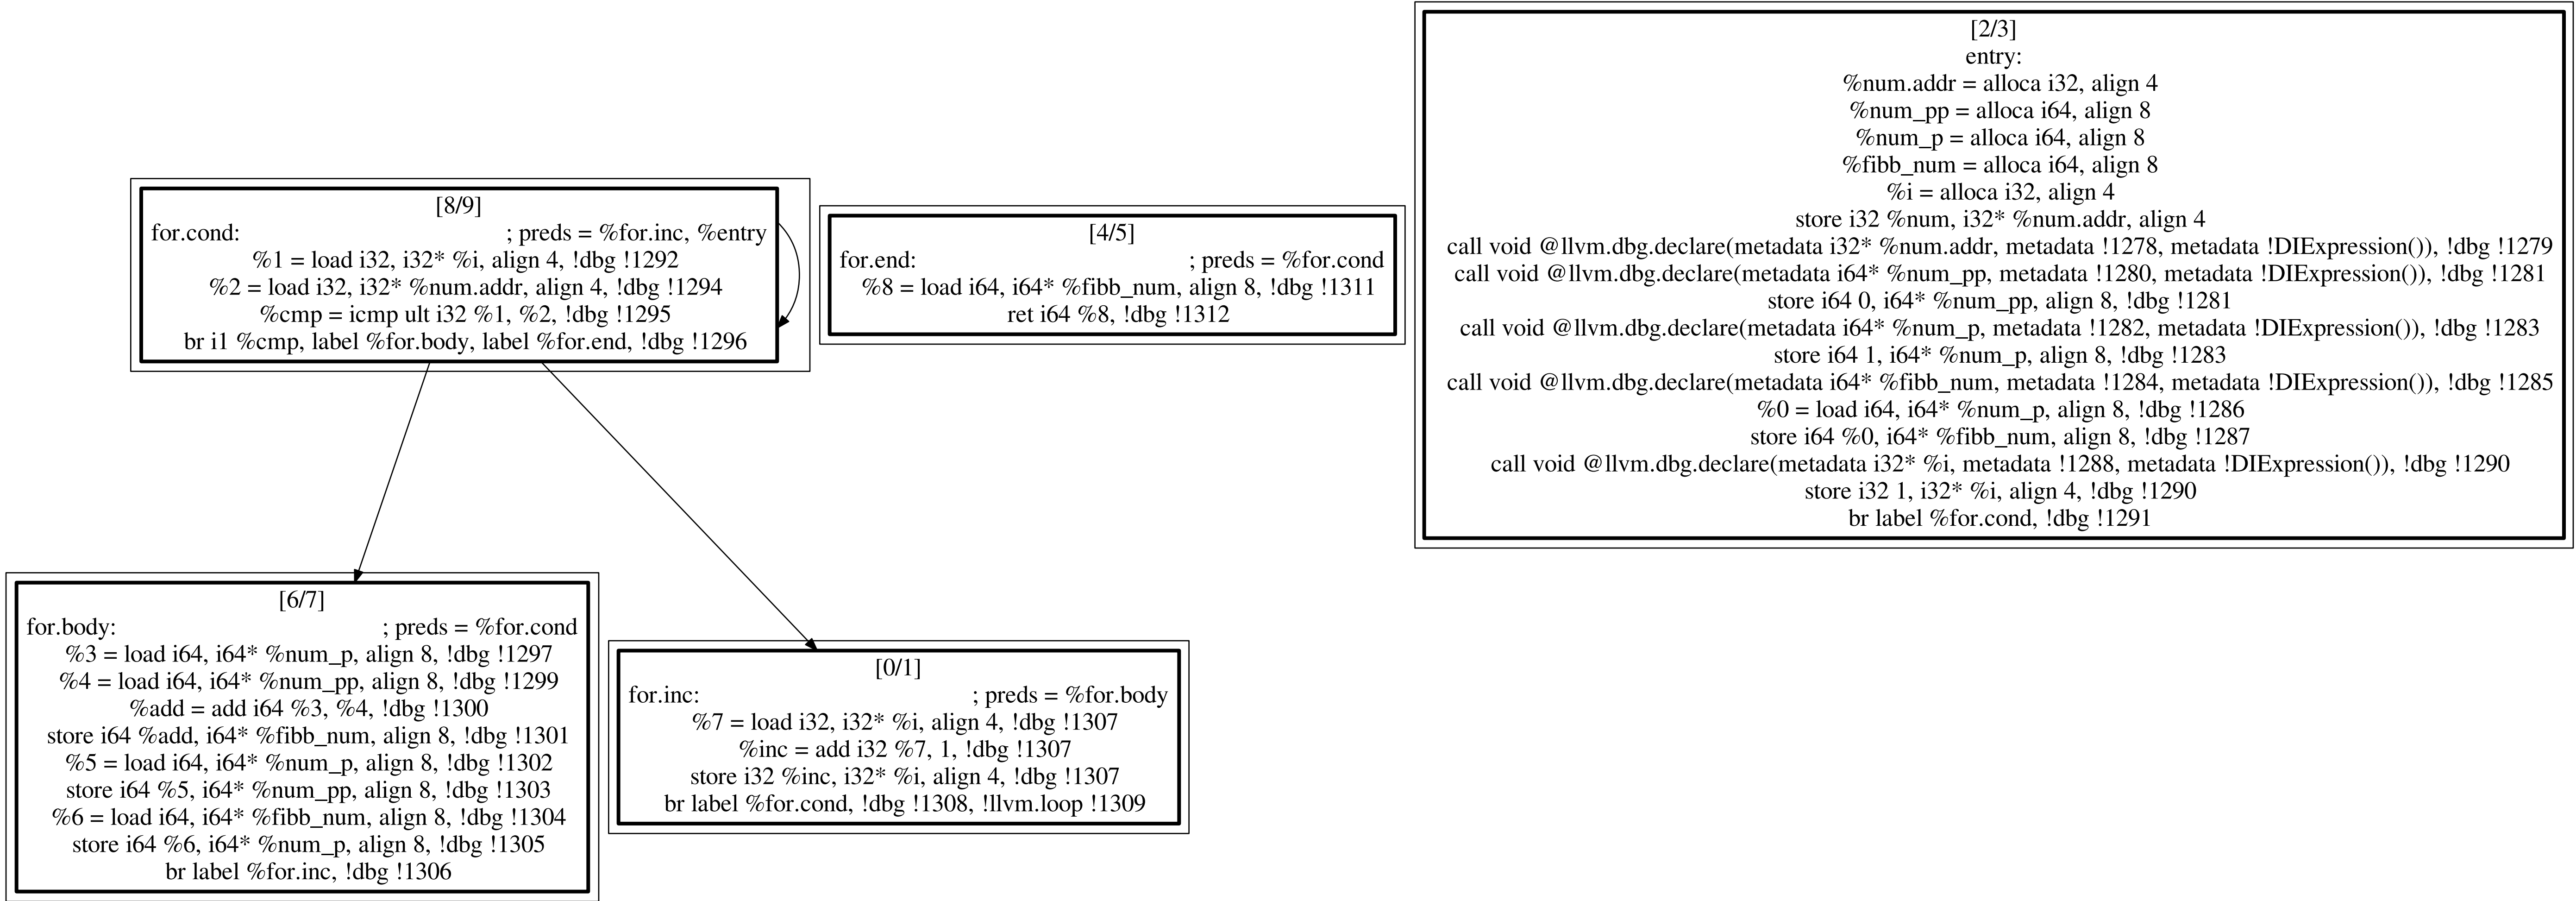 [8/9]
for.cond: ; preds = %for.inc, %entry
%1 = load i32, i32* %i, align 4, !dbg !1292
%2 = load i32, i32* %num.addr, align 4, !dbg !1294
%cmp = icmp ult i32 %1, %2, !dbg !1295
br i1 %cmp, label %for.body, label %for.end, !dbg !1296
[4/5]
for.end: ; preds = %for.cond
%8 = load i64, i64* %fibb_num, align 8, !dbg !1311
ret i64 %8, !dbg !1312
[2/3]
entry:
%num.addr = alloca i32, align 4
%num_pp = alloca i64, align 8
%num_p = alloca i64, align 8
%fibb_num = alloca i64, align 8
%i = alloca i32, align 4
store i32 %num, i32* %num.addr, align 4
call void @llvm.dbg.declare(metadata i32* %num.addr, metadata !1278, metadata !DIExpression()), !dbg !1279
call void @llvm.dbg.declare(metadata i64* %num_pp, metadata !1280, metadata !DIExpression()), !dbg !1281
store i64 0, i64* %num_pp, align 8, !dbg !1281
call void @llvm.dbg.declare(metadata i64* %num_p, metadata !1282, metadata !DIExpression()), !dbg !1283
store i64 1, i64* %num_p, align 8, !dbg !1283
call void @llvm.dbg.declare(metadata i64* %fibb_num, metadata !1284, metadata !DIExpression()), !dbg !1285
%0 = load i64, i64* %num_p, align 8, !dbg !1286
store i64 %0, i64* %fibb_num, align 8, !dbg !1287
call void @llvm.dbg.declare(metadata i32* %i, metadata !1288, metadata !DIExpression()), !dbg !1290
store i32 1, i32* %i, align 4, !dbg !1290
br label %for.cond, !dbg !1291
[6/7]
for.body: ; preds = %for.cond
%3 = load i64, i64* %num_p, align 8, !dbg !1297
%4 = load i64, i64* %num_pp, align 8, !dbg !1299
%add = add i64 %3, %4, !dbg !1300
store i64 %add, i64* %fibb_num, align 8, !dbg !1301
%5 = load i64, i64* %num_p, align 8, !dbg !1302
store i64 %5, i64* %num_pp, align 8, !dbg !1303
%6 = load i64, i64* %fibb_num, align 8, !dbg !1304
store i64 %6, i64* %num_p, align 8, !dbg !1305
br label %for.inc, !dbg !1306
[0/1]
for.inc: ; preds = %for.body
%7 = load i32, i32* %i, align 4, !dbg !1307
%inc = add i32 %7, 1, !dbg !1307
store i32 %inc, i32* %i, align 4, !dbg !1307
br label %for.cond, !dbg !1308, !llvm.loop !1309